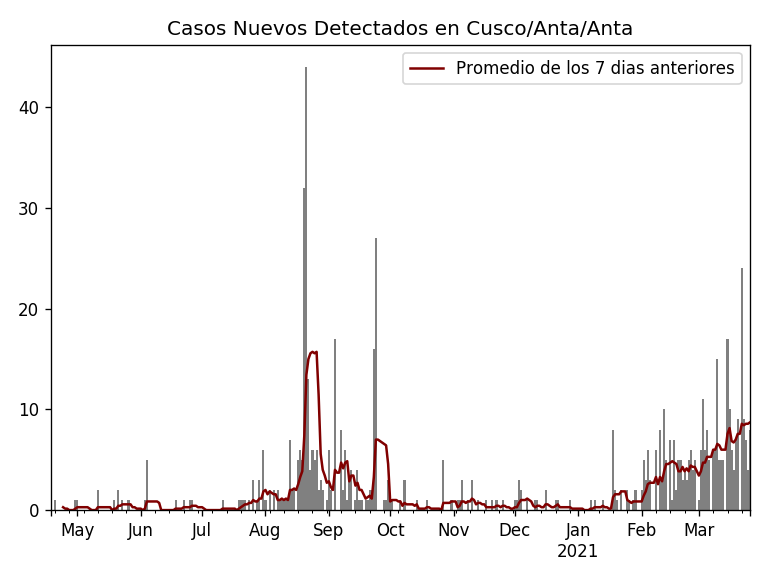 Casos Nuevos Detectados en Cusco/Anta/Anta
Promedio de los 7 dias anteriores
40
30
20
10
0
May Jun Jul Aug Sep Oct Nov Dec Jan Feb Mar
2021